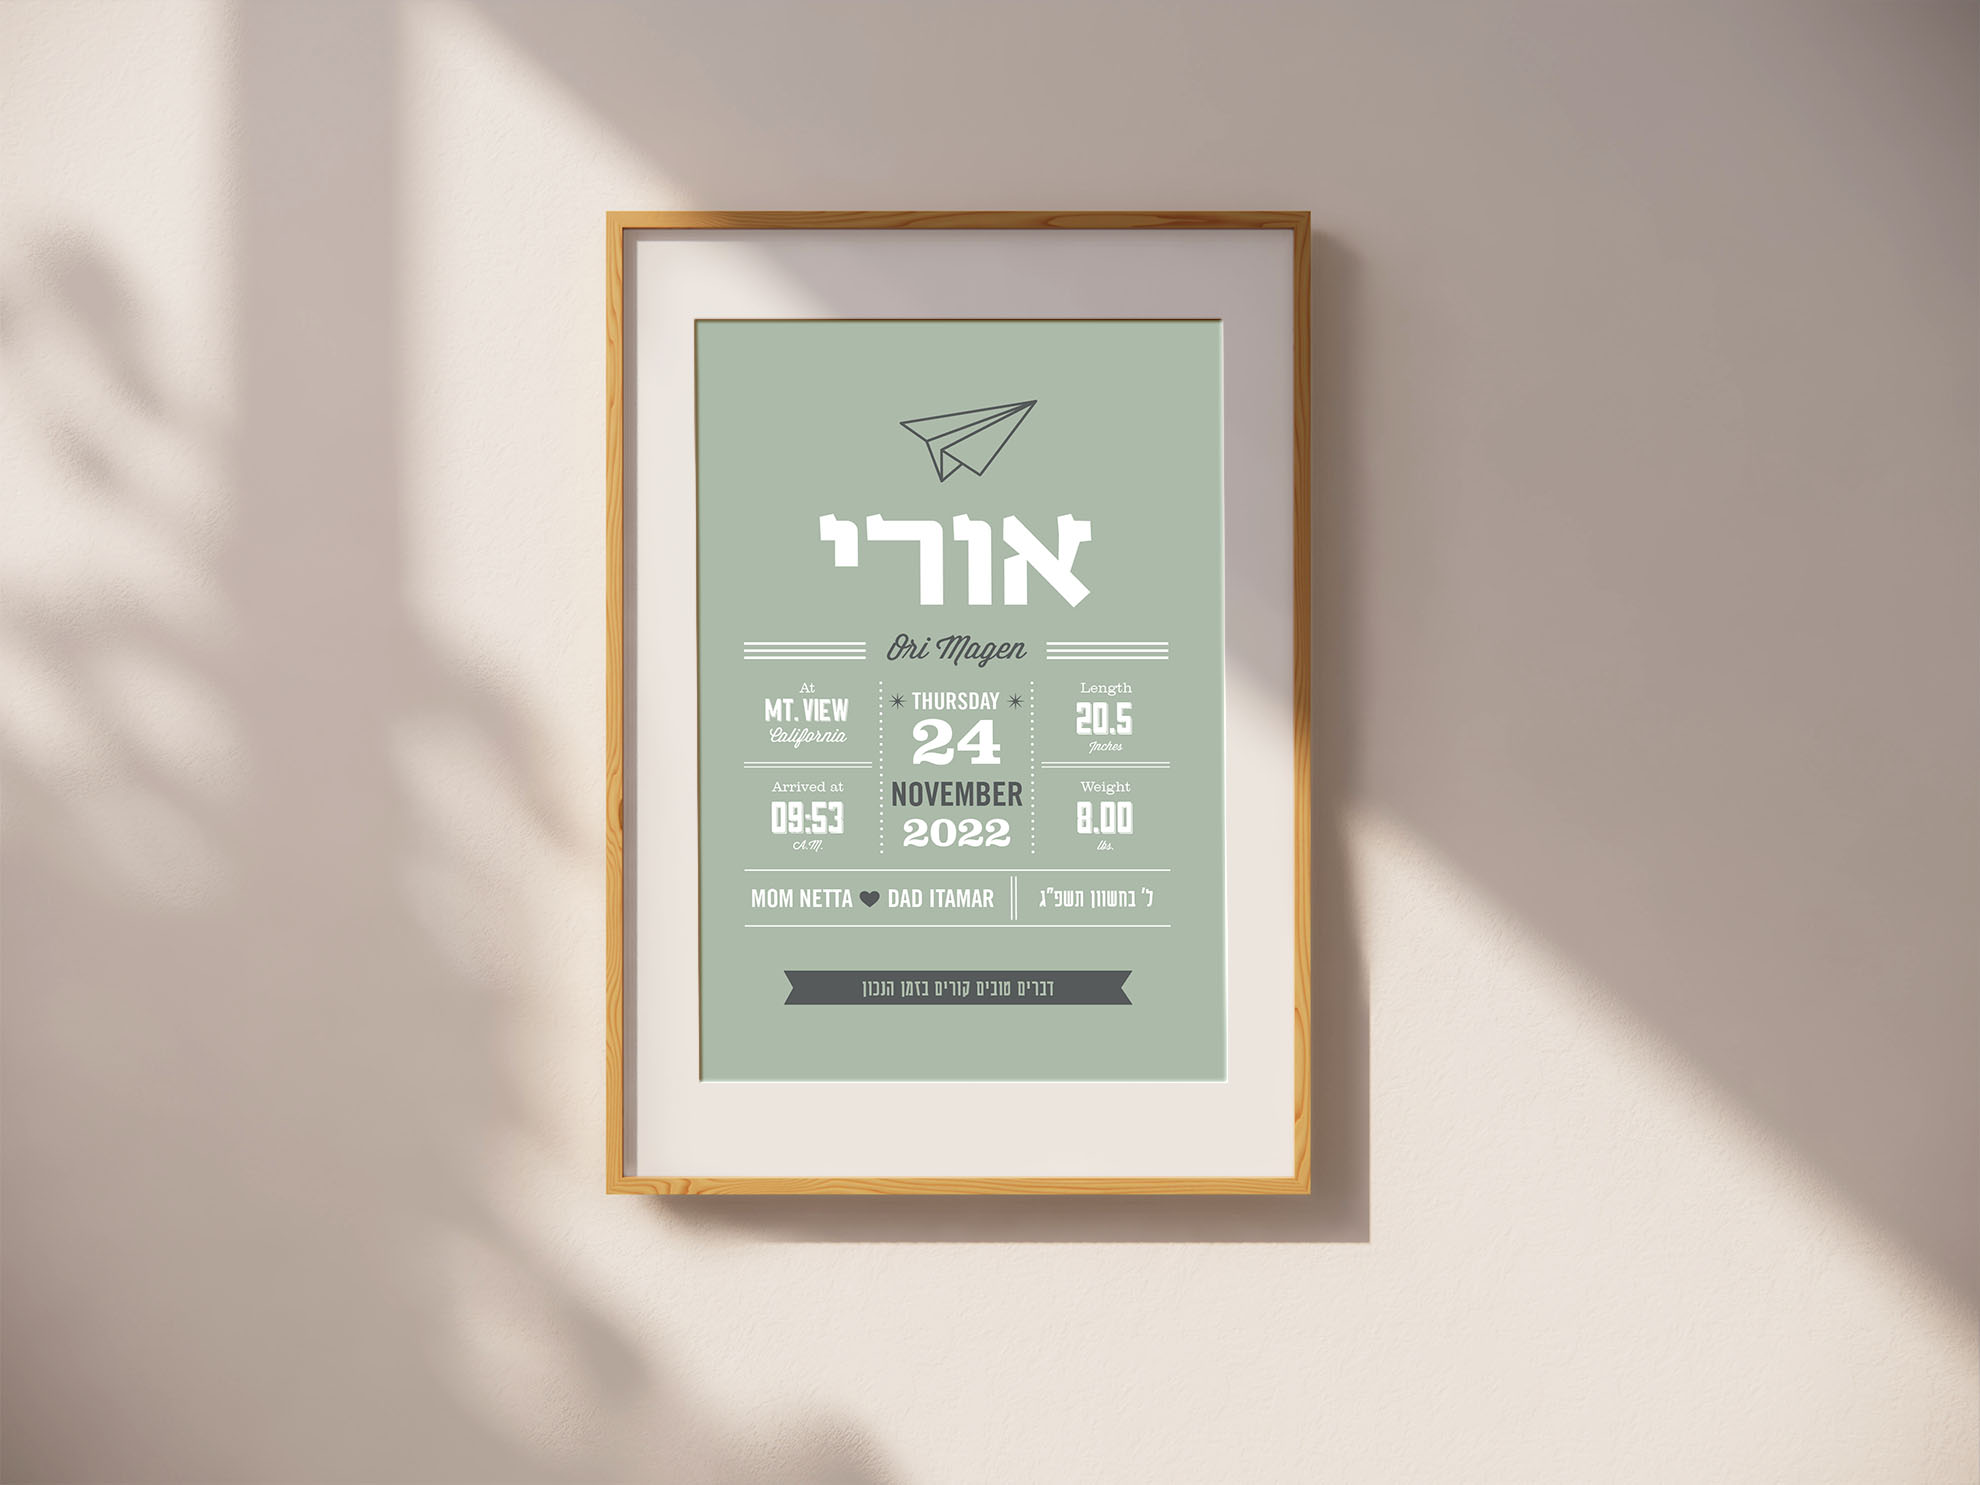 אורי
Ori Magen
At
MT. VIEW
California
Arrived at
09:53
A.M.
THURSDAY
24
NOVEMBER
2022
Length
20.5
Inches
Weight
8.00
lbs.
MOM NETTA ♥ DAD ITAMAR
ל' בחשוון תשפ"ג
דברים טובים קורים בזמן הנכון